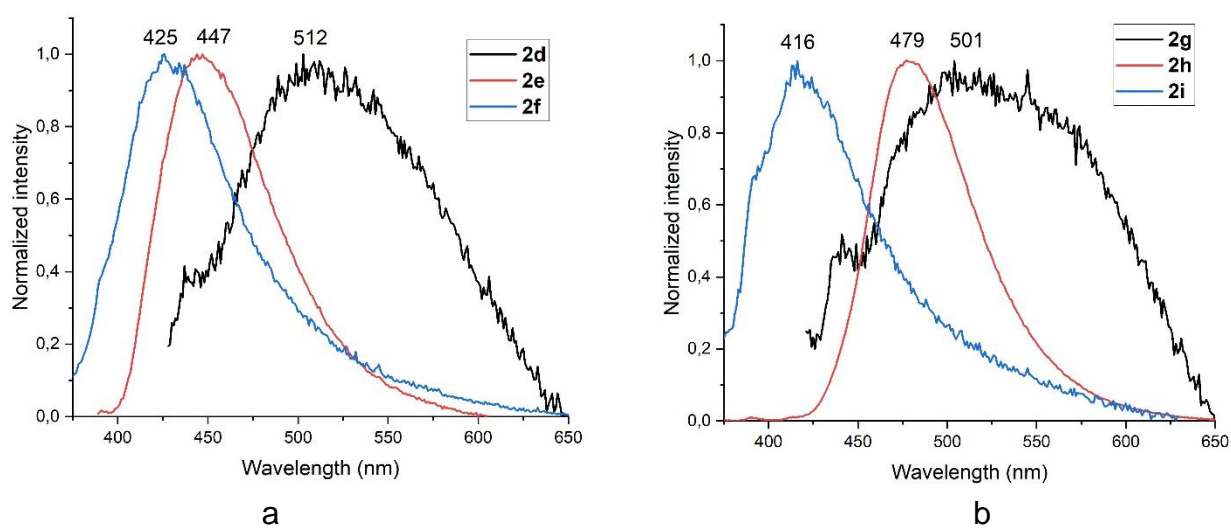 425 447 512
1,0
0,8
0,6
0,4
0,2
0,0
Normalized intensity
2d
2e
2f
400 450 500 550 600 650
Wavelength (nm)
a
416 479 501
1,0
0,8
0,6
0,4
0,2
0,0
Normalized intensity
2g
2h
2i
400 450 500 550 600 650
Wavelength (nm)
b